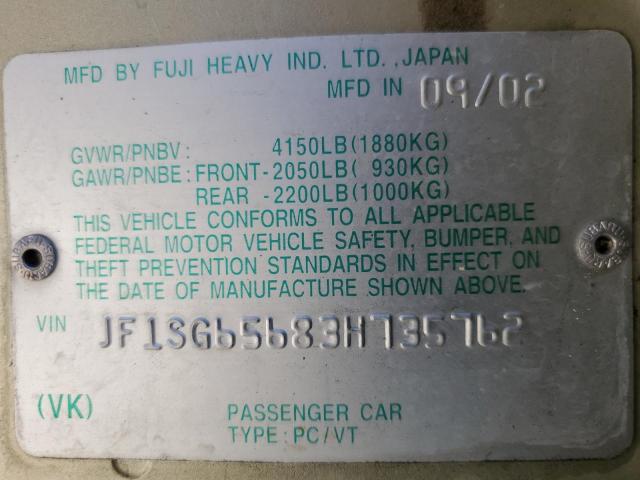 MFD BY FUJI HEAVY IND. LTD. ,JAPAN
MFD IN 09/02
GVWR/PNBV: 4150LB(1880KG)
GAWR/PNBE: FRONT-2050LB( 930KG)
REAR -2200LB(1000KG)
THIS VEHICLE CONFORMS TO ALL APPLICABLE
FEDERAL MOTOR VEHICLE SAFETY, BUMPER, AND
THEFT PREVENTION STANDARDS IN EFFECT ON
THE DATE OF MANUFACTURE SHOWN ABOVE.
VIN JF1SG65683H735762
(VK)
PASSENGER CAR
TYPE:PC/VT